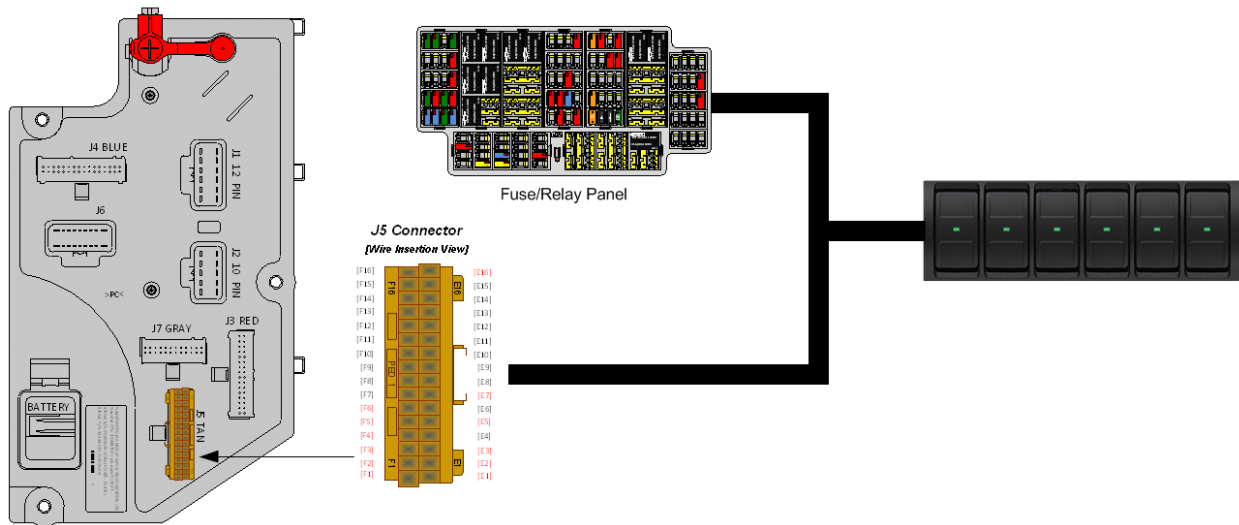 J4 BLUE
J1 12 PIN
J6
J2 10 PIN
>PC<
J7 GRAY
J3 RED
BATTERY
J5 TAN
Fuse/Relay Panel
J5 Connector
[Wire Insertion View]
[F16]
[F15]
[F14]
[F13]
[F12]
[F11]
[F10]
[F9]
[F8]
[F7]
[F6]
[F5]
[F4]
[F3]
[F2]
[F1]
F16
E16
PED 1
F1
E1
[E16]
[E15]
[E14]
[E13]
[E12]
[E11]
[E10]
[E9]
[E8]
[E7]
[E6]
[E5]
[E4]
[E3]
[E2]
[E1]